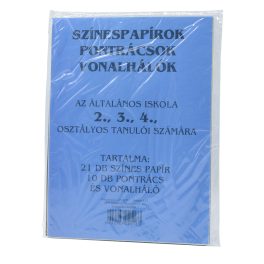 SZÍNESPAPÍROK
PONTRÁCSOK
VONALHÁLÓK
AZ ÁLTALÁNOS ISKOLA
2., 3., 4.,
OSZTÁLYOS TANULÓI SZÁMÁRA
TARTALMA:
21 DB SZÍNES PAPÍR
10 DB PONTRÁCS
ÉS VONALHÁLÓ